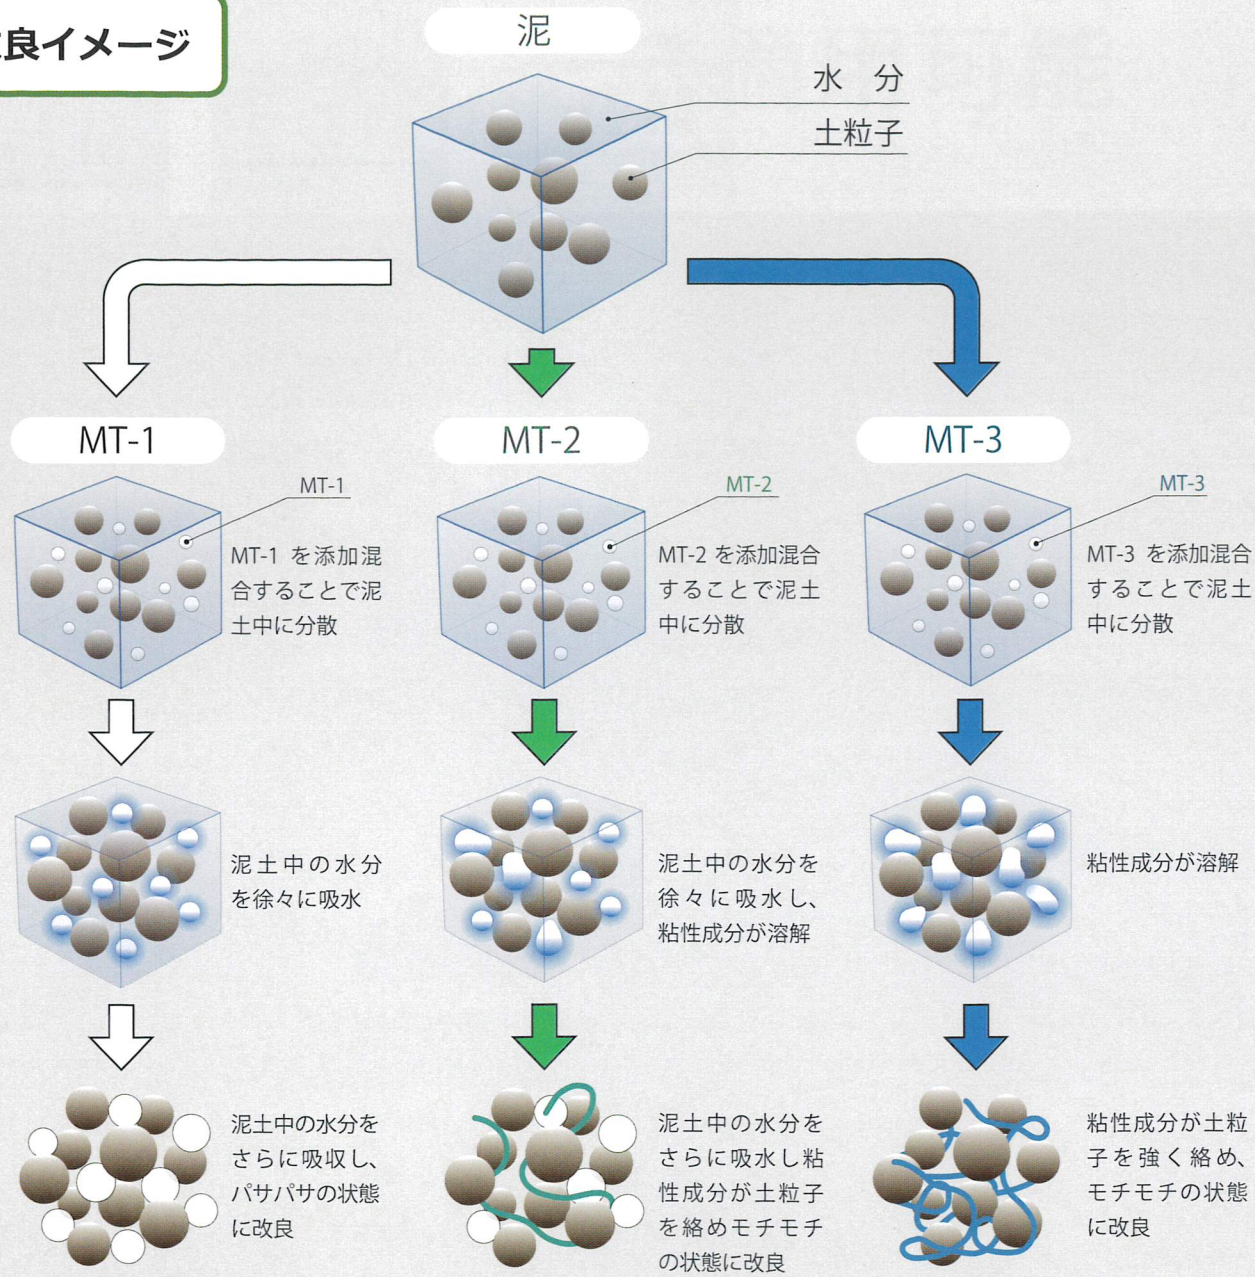 良イメージ
泥
水 分
土粒子
MT-1
MT-1
MT-1 を添加混
合することで泥
土中に分散
泥土中の水分
を徐々に吸水
泥土中の水分を
さらに吸収し、
パサパサの状態
に改良
MT-2
MT-2
MT-2 を添加混合
することで泥土
中に分散
泥土中の水分を
徐々に吸水し、
粘性成分が溶解
泥土中の水分を
さらに吸水し粘
性成分が土粒子
を絡めモチモチ
の状態に改良
MT-3
MT-3
MT-3 を添加混合
することで泥土
中に分散
粘性成分が溶解
粘性成分が土粒
子を強く絡め、
モチモチの状態
に改良